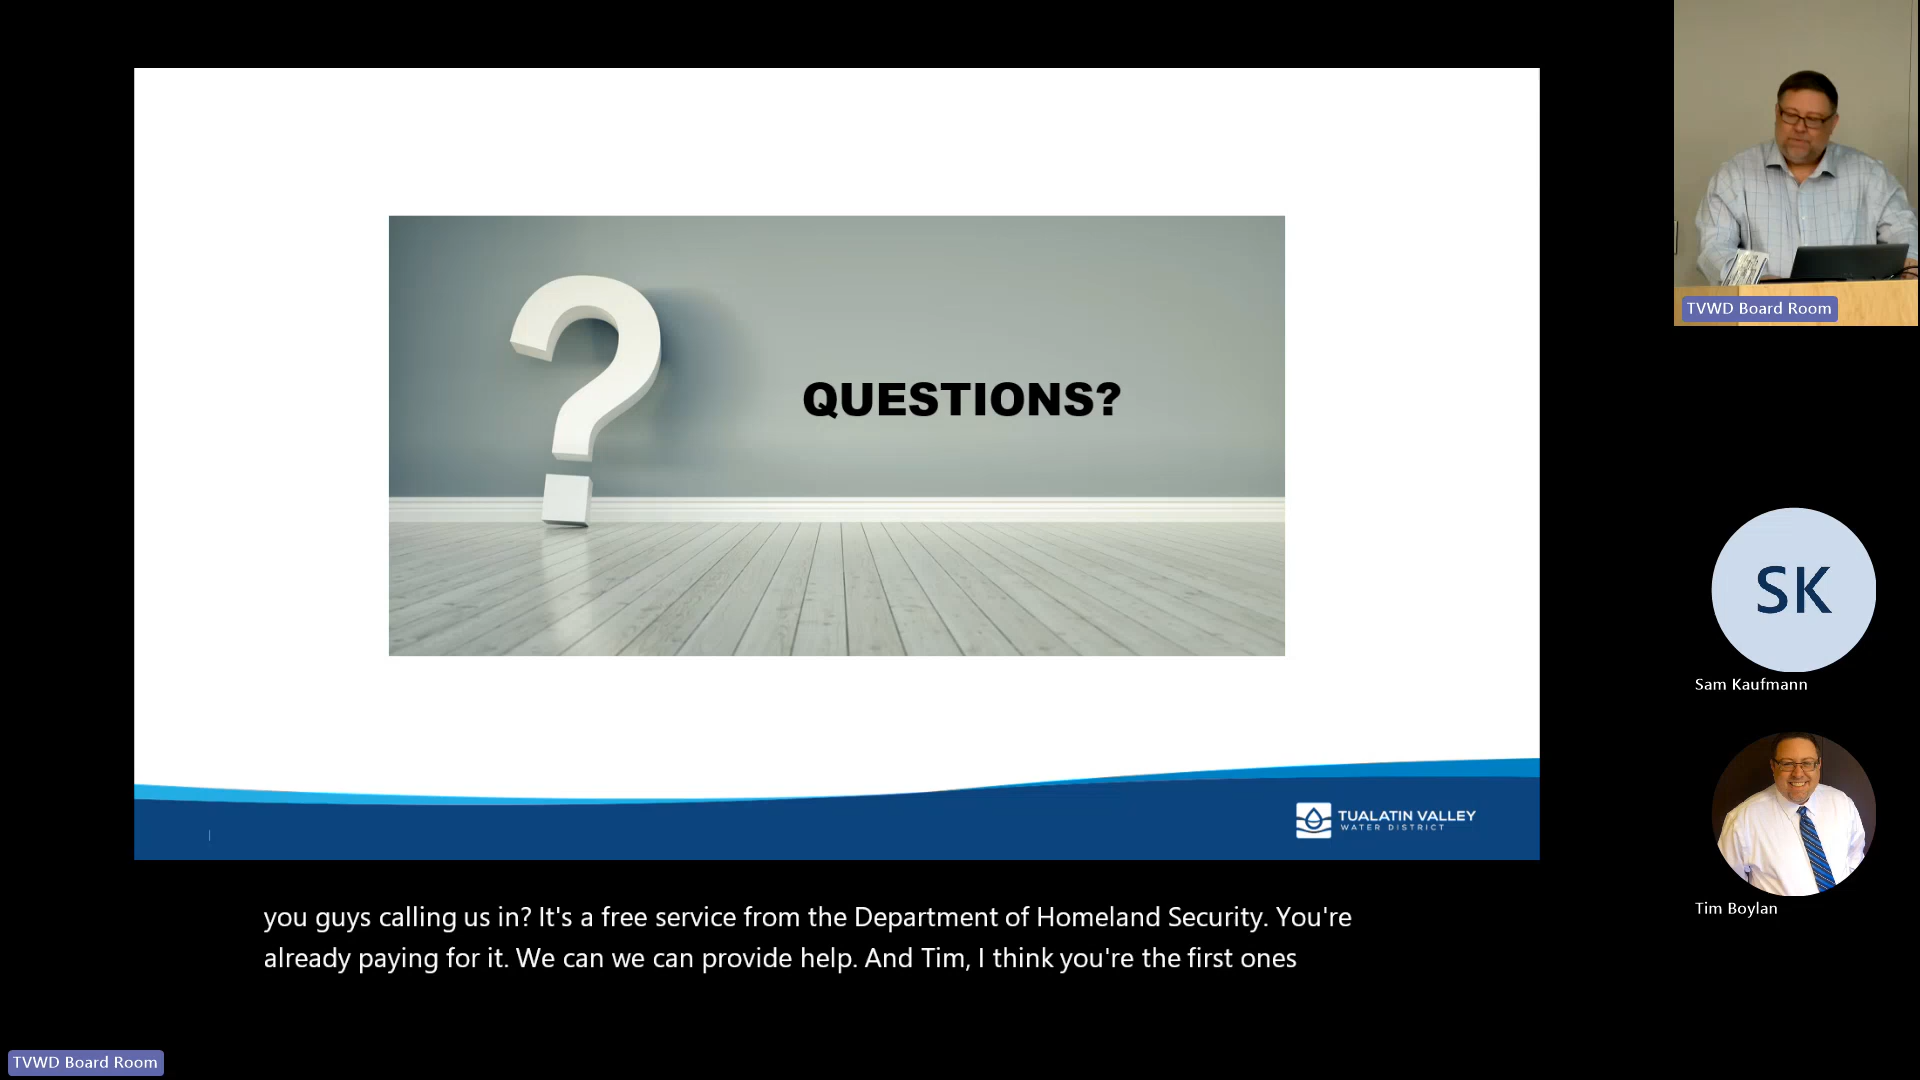 QUESTIONS?
TUALATIN VALLEY
WATER DISTRICT
TVWD Board Room
SK
Sam Kaufmann
Tim Boylan
you guys calling us in? It's a free service from the Department of Homeland Security. You're
already paying for it. We can we can provide help. And Tim, I think you're the first ones
TVWD Board Room